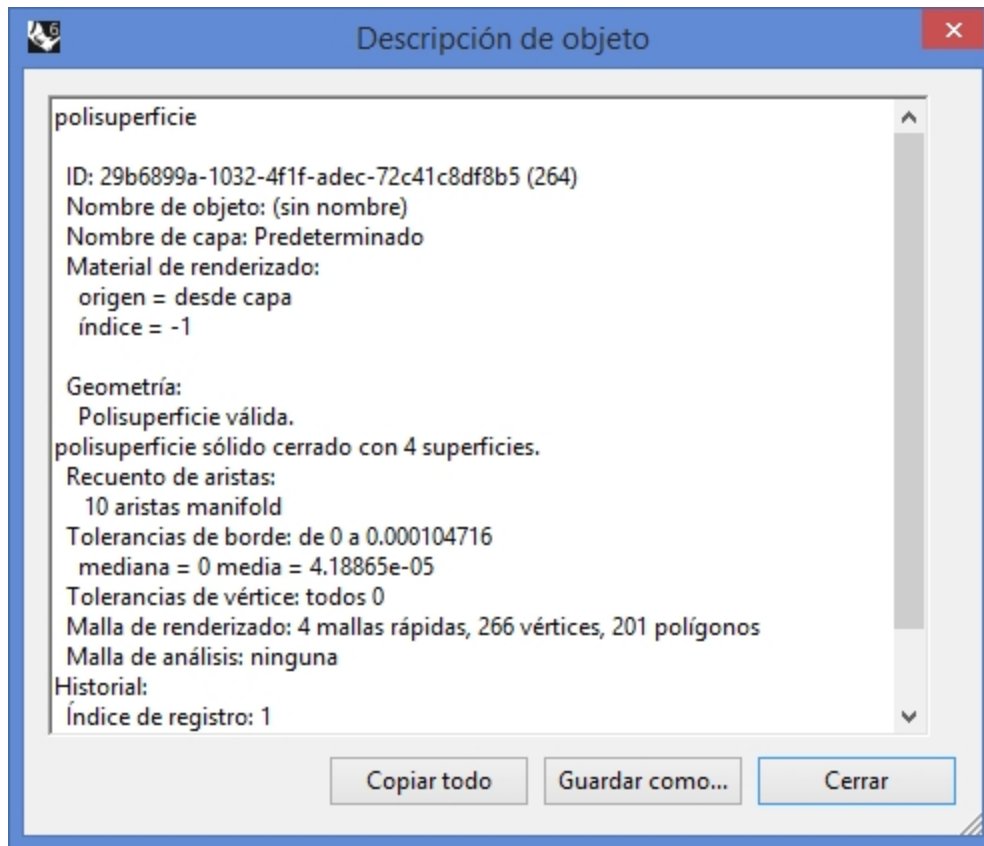 6
Descripción de objeto
polisuperficie
ID: 29b6899a-1032-4f1f-adec-72c41c8df8b5 (264)
Nombre de objeto: (sin nombre)
Nombre de capa: Predeterminado
Material de renderizado:
origen = desde capa
índice = -1
Geometría:
Polisuperficie válida.
polisuperficie sólido cerrado con 4 superficies.
Recuento de aristas:
10 aristas manifold
Tolerancias de borde: de 0 a 0.000104716
mediana = 0 media = 4.18865e-05
Tolerancias de vértice: todos 0
Malla de renderizado: 4 mallas rápidas, 266 vértices, 201 polígonos
Malla de análisis: ninguna
Historial:
Índice de registro: 1
Copiar todo Guardar como... Cerrar